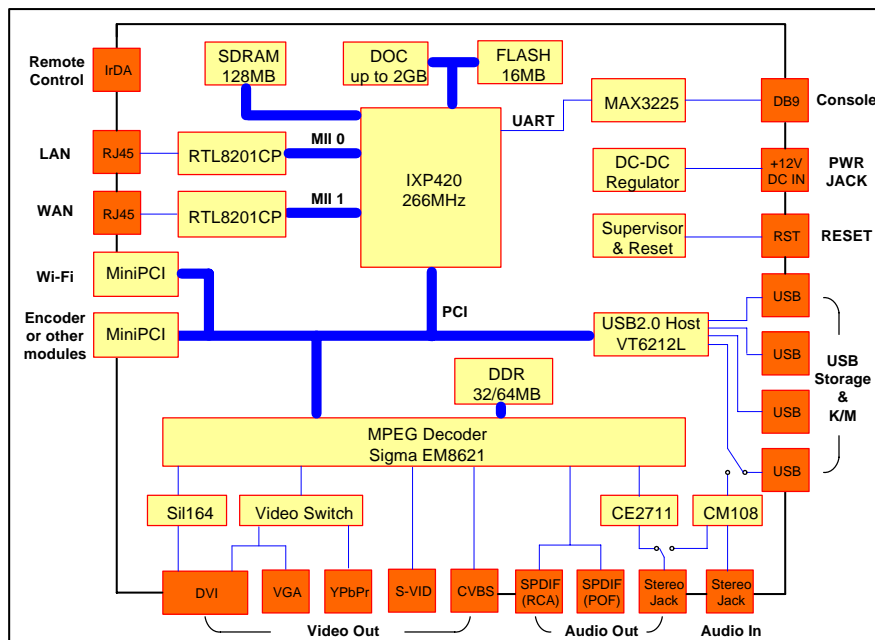 Remote
Control
IrDA
SDRAM
128MB
DOC
up to 2GB
FLASH
16MB
UART
MAX3225
DB9
Console
LAN
RJ45
RTL8201CP
MII 0
IXP420
266MHz
DC-DC
Regulator
+12V
DC IN
PWR
JACK
WAN
RJ45
RTL8201CP
MII 1
Supervisor
& Reset
RST
RESET
Wi-Fi
MiniPCI
PCI
Encoder
or other
modules
MiniPCI
USB2.0 Host
VT6212L
USB
USB
USB
USB
USB
Storage
&
K/M
DDR
32/64MB
MPEG Decoder
Sigma EM8621
Sil164
Video Switch
CE2711
CM108
DVI
VGA
YPbPr
S-VID
CVBS
SPDIF
(RCA)
SPDIF
(POF)
Stereo
Jack
Stereo
Jack
Video Out
Audio Out
Audio In